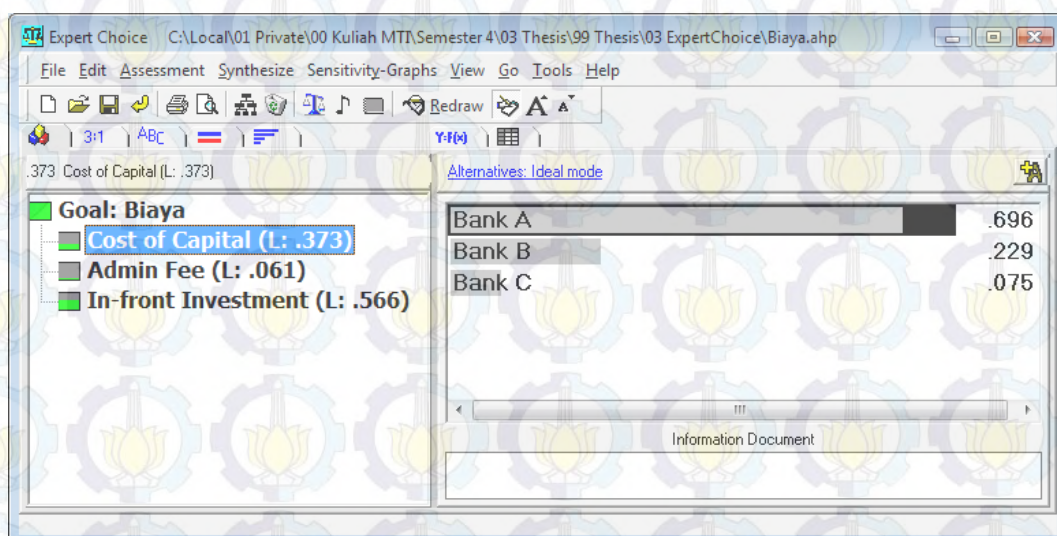 Expert Choice C:\Local\01 Private\00 Kuliah MTI\Semester 4\03 Thesis\99 Thesis\03 ExpertChoice\Biaya.ahp
File Edit Assessment Synthesize Sensitivity-Graphs View Go Tools Help
Redraw A A
3:1 ABC Y=F(x)
.373 Cost of Capital (L: .373)
Alternatives: Ideal mode
Goal: Biaya
Cost of Capital (L: .373)
Admin Fee (L: .061)
In-front Investment (L: .566)
Bank A .696
Bank B .229
Bank C .075
Information Document